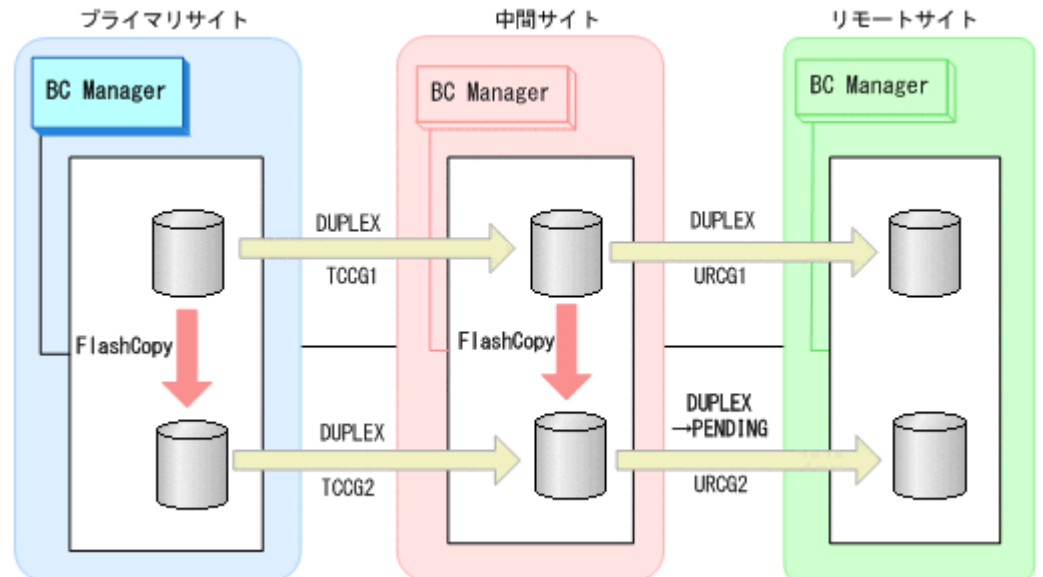 プライマリサイト
中間サイト
リモートサイト
BC Manager
BC Manager
BC Manager
DUPLEX
TCCG1
DUPLEX
URCG1
FlashCopy
FlashCopy
DUPLEX
TCCG2
DUPLEX
→PENDING
URCG2